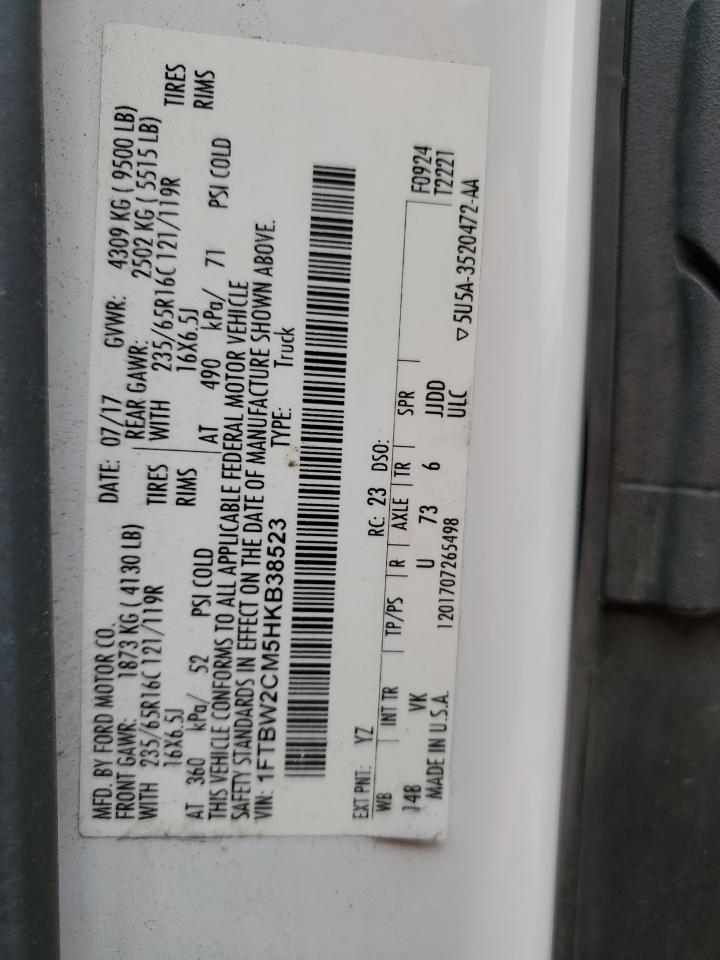 MFD. BY FORD MOTOR CO. DATE: 07/17 GVWR: 4309 KG ( 9500 LB)
FRONT GAWR: 1873 KG ( 4130 LB) REAR GAWR: 2502 KG ( 5515 LB)
WITH 235/65R16C 121/119R TIRES WITH 235/65R16C 121/119R TIRES
16X6.5J RIMS 16X6.5J RIMS
AT 360 kPa/ 52 PSI COLD AT 490 kPa/ 71 PSI COLD
THIS VEHICLE CONFORMS TO ALL APPLICABLE FEDERAL MOTOR VEHICLE
SAFETY STANDARDS IN EFFECT ON THE DATE OF MANUFACTURE SHOWN ABOVE.
VIN: 1FTBW2CM5HKB38523 TYPE: Truck
EXT PNT: YZ RC: 23 DSO:
WB INT TR TP/PS R AXLE TR SPR F0924
148 VK U 73 6 JJDD T2221
MADE IN U.S.A. 1201707265498 ULC ▽5U5A-3520472-AA